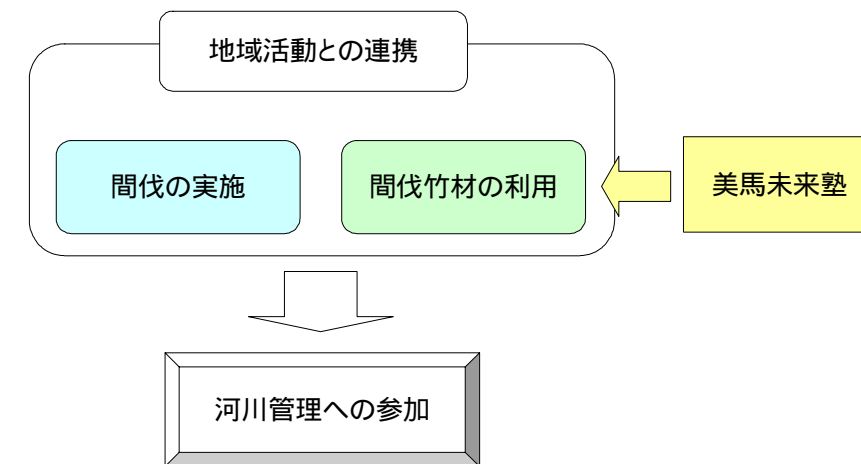 地域活動との連携
間伐の実施
間伐竹材の利用
美馬未来塾
河川管理への参加